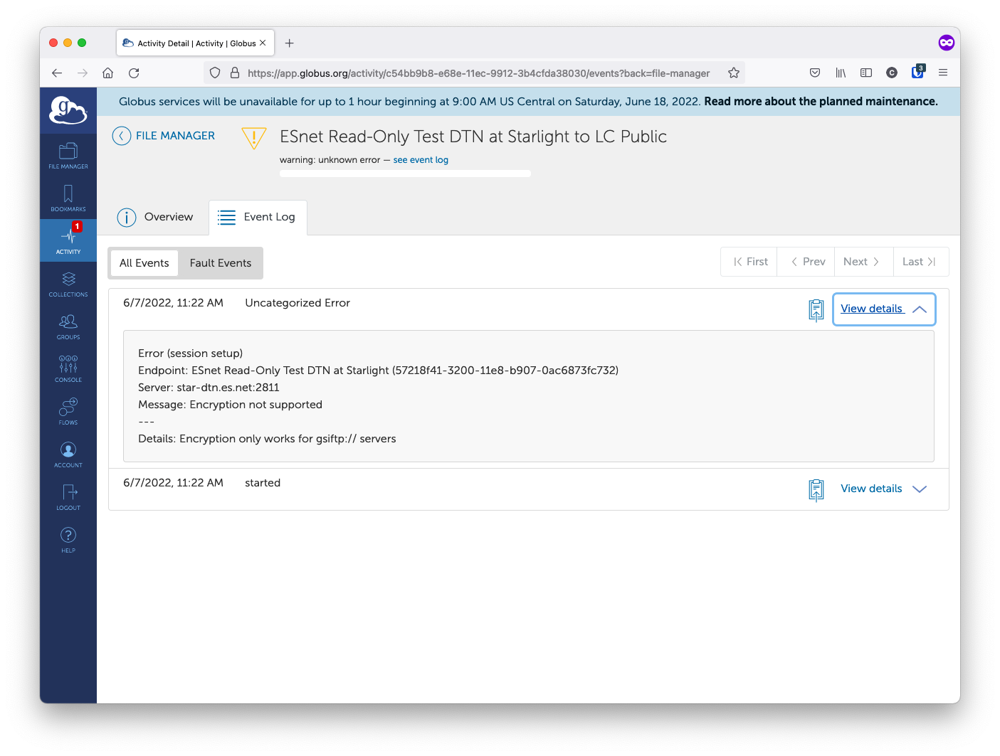 Activity Detail | Activity | Globus
https://app.globus.org/activity/c54bb9b8-e68e-11ec-9912-3b4cfda38030/events?back=file-manager
C
3
g
Globus services will be unavailable for up to 1 hour beginning at 9:00 AM US Central on Saturday, June 18, 2022. Read more about the planned maintenance.
FILE MANAGER
BOOKMARKS
1
ACTIVITY
COLLECTIONS
GROUPS
CONSOLE
FLOWS
ACCOUNT
LOGOUT
HELP
FILE MANAGER
ESnet Read-Only Test DTN at Starlight to LC Public
warning: unknown error — see event log
Overview
Event Log
All Events
Fault Events
First
Prev
Next
Last
6/7/2022, 11:22 AM
Uncategorized Error
View details
Error (session setup)
Endpoint: ESnet Read-Only Test DTN at Starlight (57218f41-3200-11e8-b907-0ac6873fc732)
Server: star-dtn.es.net:2811
Message: Encryption not supported
---
Details: Encryption only works for gsiftp:// servers
6/7/2022, 11:22 AM
started
View details